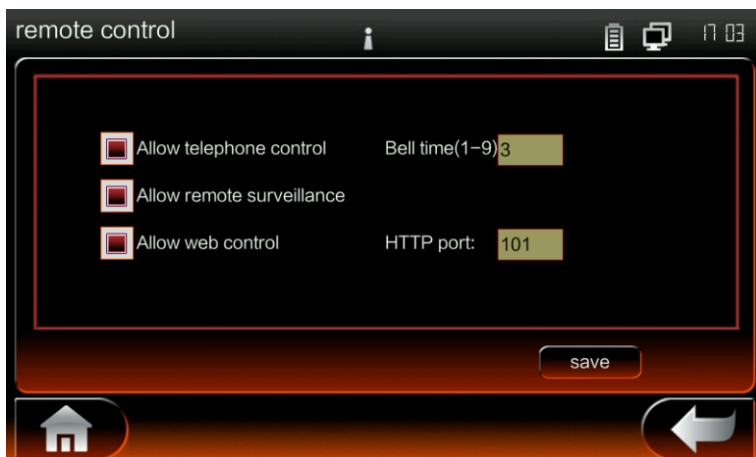 remote control
17 03
Allow telephone control Bell time(1-9) 3
Allow remote surveillance
Allow web control HTTP port: 101
save